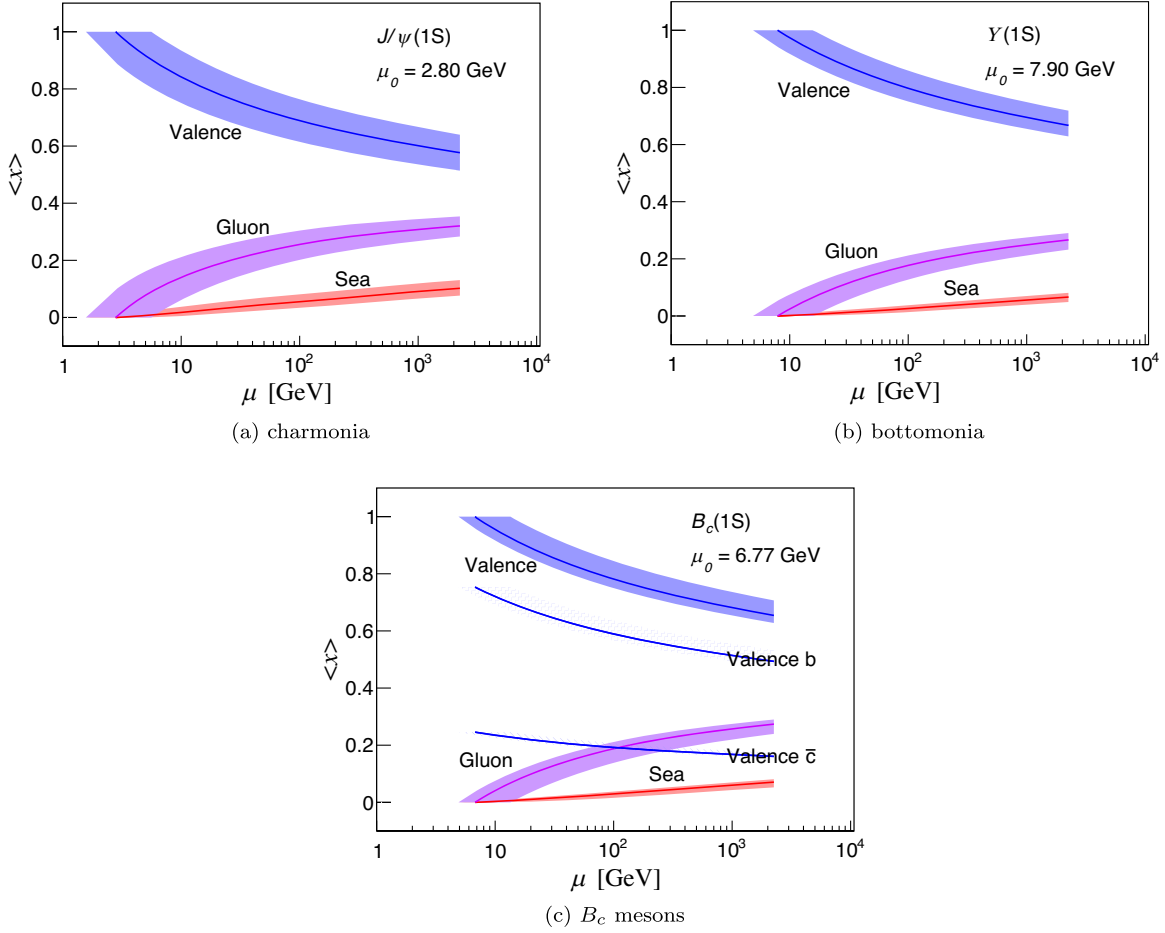 1
0.8
0.6
0.4
0.2
0
<x>
J/ψ(1S)
μ₀ = 2.80 GeV
Valence
Gluon
Sea
1 10 10² 10³ 10⁴
μ [GeV]
(a) charmonia
1
0.8
0.6
0.4
0.2
0
<x>
Υ(1S)
μ₀ = 7.90 GeV
Valence
Gluon
Sea
1 10 10² 10³ 10⁴
μ [GeV]
(b) bottomonia
1
0.8
0.6
0.4
0.2
0
<x>
B_c(1S)
μ₀ = 6.77 GeV
Valence
Valence b
Gluon
Valence c̅
Sea
1 10 10² 10³ 10⁴
μ [GeV]
(c) B_c mesons